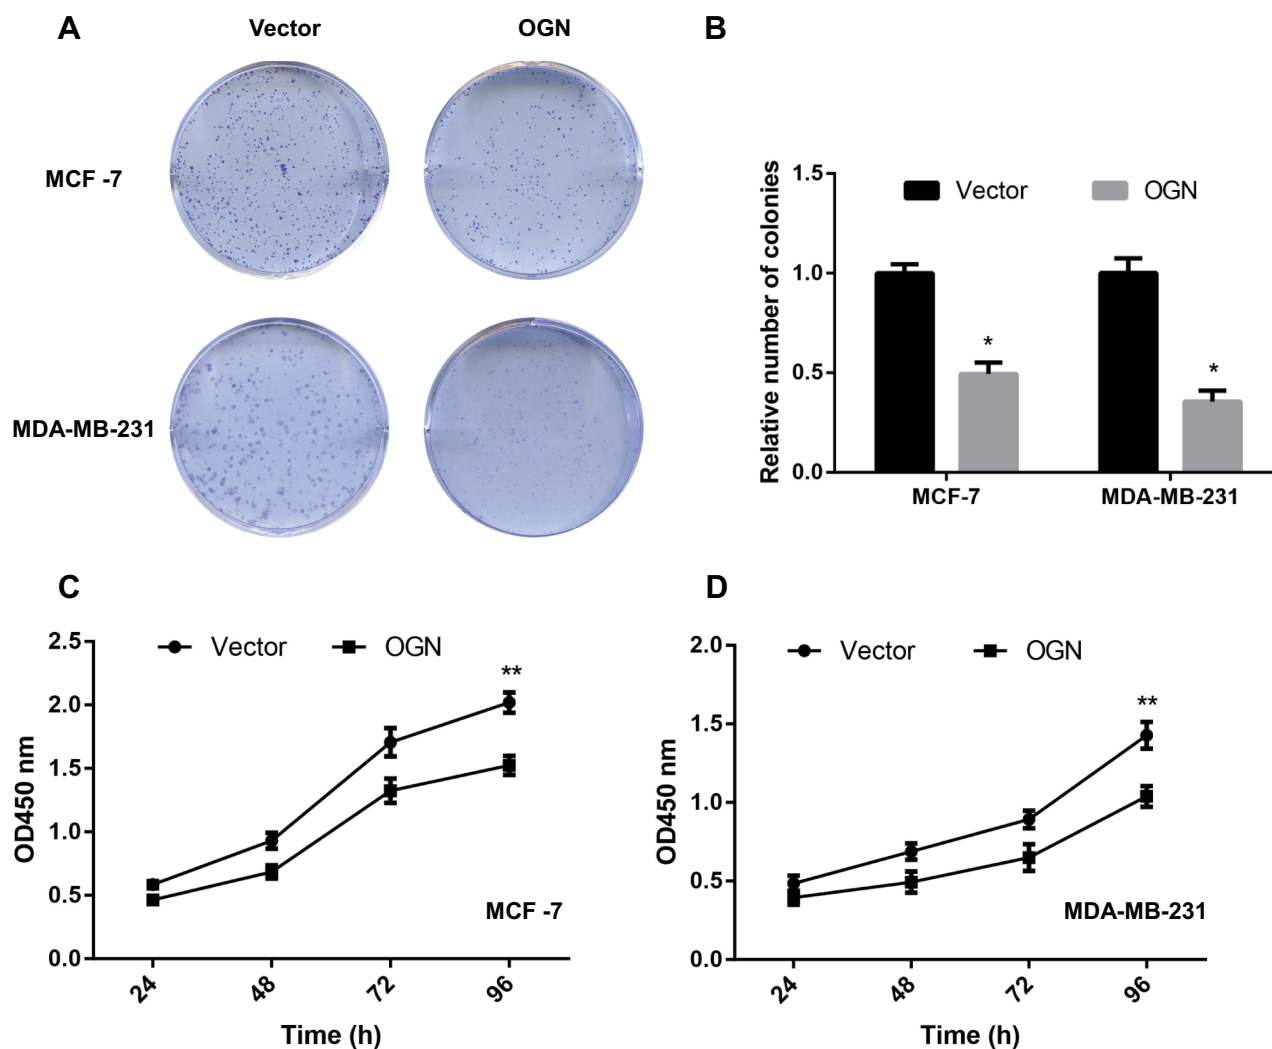 A
Vector
OGN
MCF -7
MDA-MB-231
B
Relative number of colonies
1.5
1.0
0.5
0.0
Vector
OGN
*
*
MCF-7
MDA-MB-231
C
OD450 nm
2.5
2.0
1.5
1.0
0.5
0.0
Vector
OGN
**
MCF -7
24
48
72
96
Time (h)
D
OD450 nm
2.0
1.5
1.0
0.5
0.0
Vector
OGN
**
MDA-MB-231
24
48
72
96
Time (h)